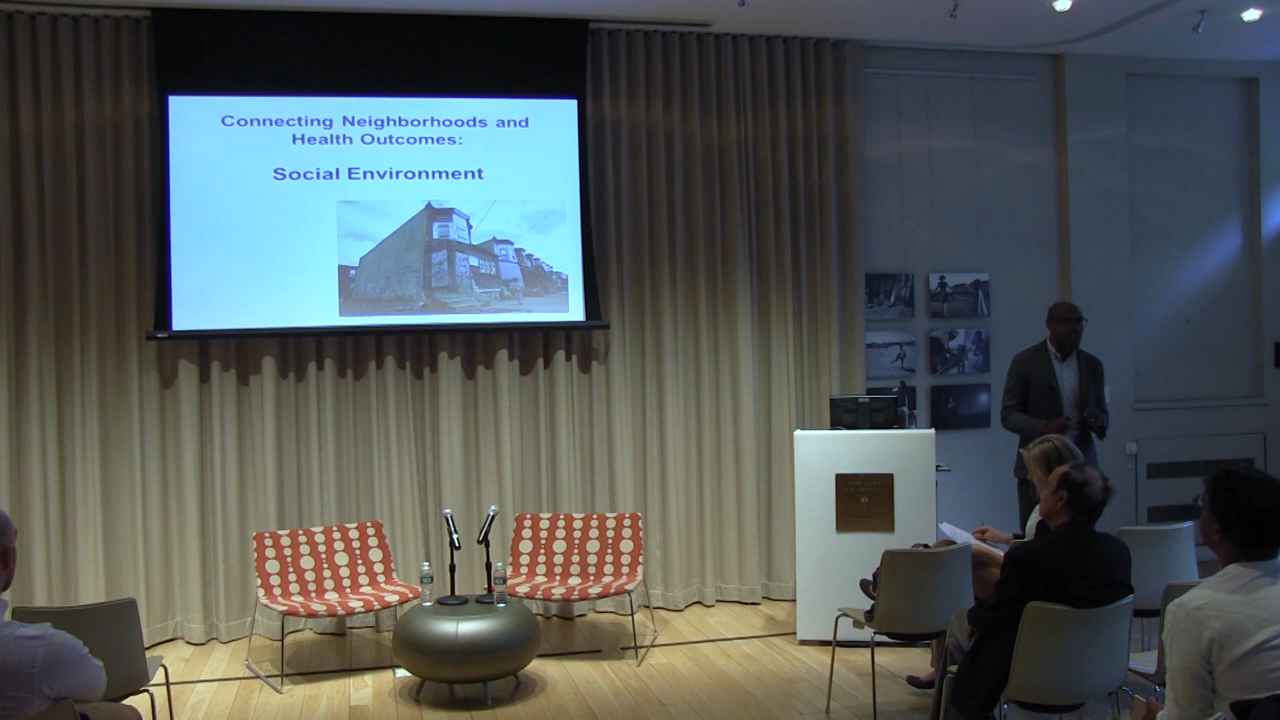 Connecting Neighborhoods and
Health Outcomes:
Social Environment